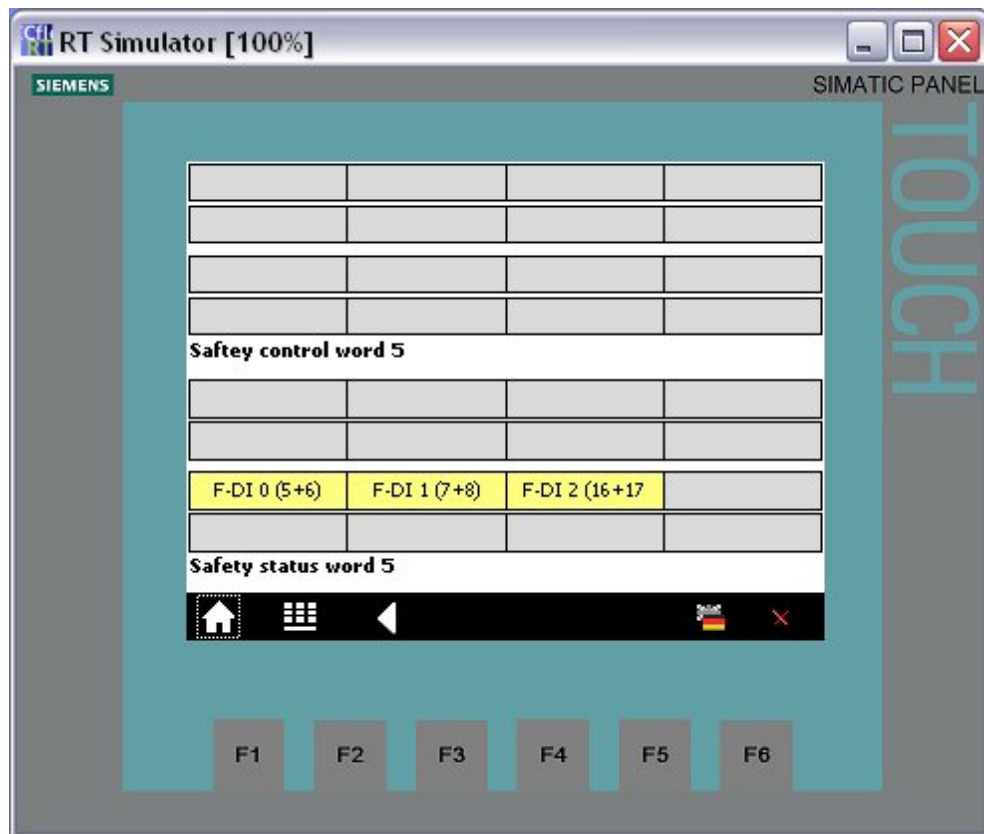 RT Simulator [100%]
SIEMENS
SIMATIC PANEL
TOUCH
Saftey control word 5
F-DI 0 (5+6) F-DI 1 (7+8) F-DI 2 (16+17
Safety status word 5
F1 F2 F3 F4 F5 F6